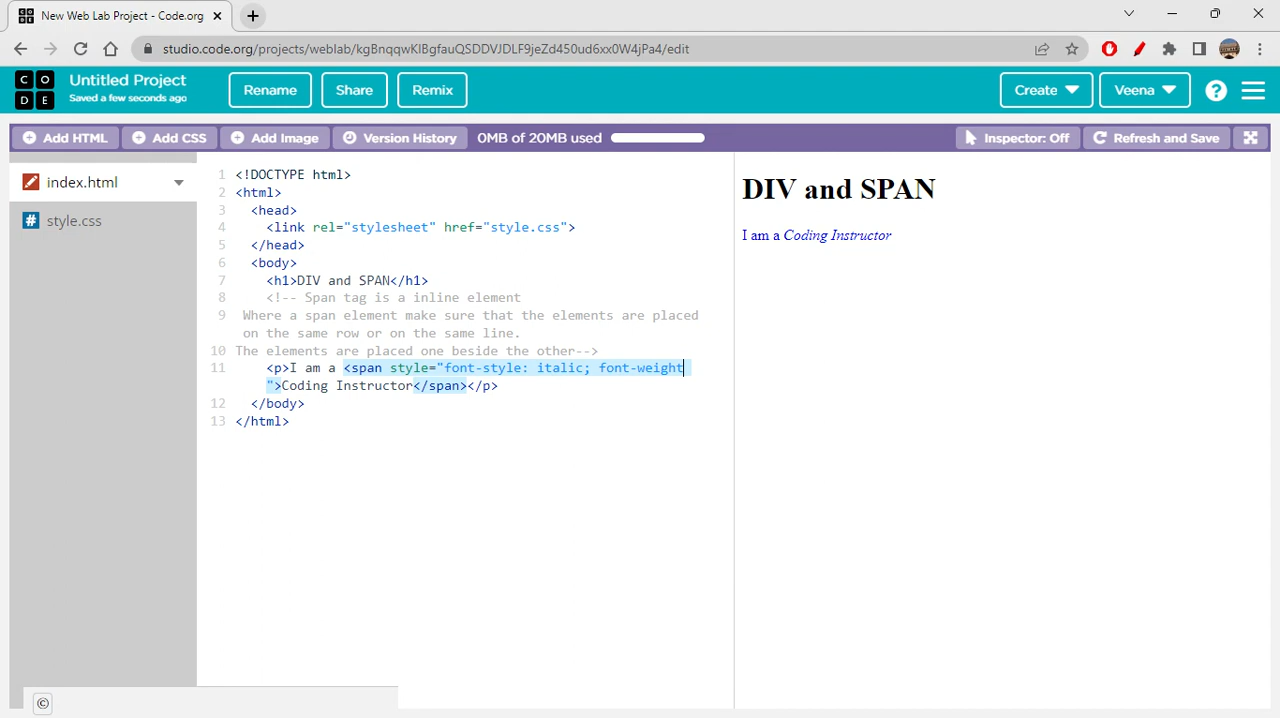 New Web Lab Project - Code.org
studio.code.org/projects/weblab/kgBnqqwKlBgfauQSDDVJDLF9jeZd450ud6xx0W4jPa4/edit
CODE
Untitled Project
Saved a few seconds ago
Rename
Share
Remix
Create
Veena
?
Add HTML
Add CSS
Add Image
Version History
0MB of 20MB used
Inspector: Off
Refresh and Save
index.html
# style.css
1 <!DOCTYPE html>
2 <html>
3 <head>
4 <link rel="stylesheet" href="style.css">
5 </head>
6 <body>
7 <h1>DIV and SPAN</h1>
8 <!-- Span tag is a inline element
9 Where a span element make sure that the elements are placed
on the same row or on the same line.
10 The elements are placed one beside the other-->
11 <p>I am a <span style="font-style: italic; font-weight
">Coding Instructor</span></p>
12 </body>
13 </html>
DIV and SPAN
I am a Coding Instructor
©